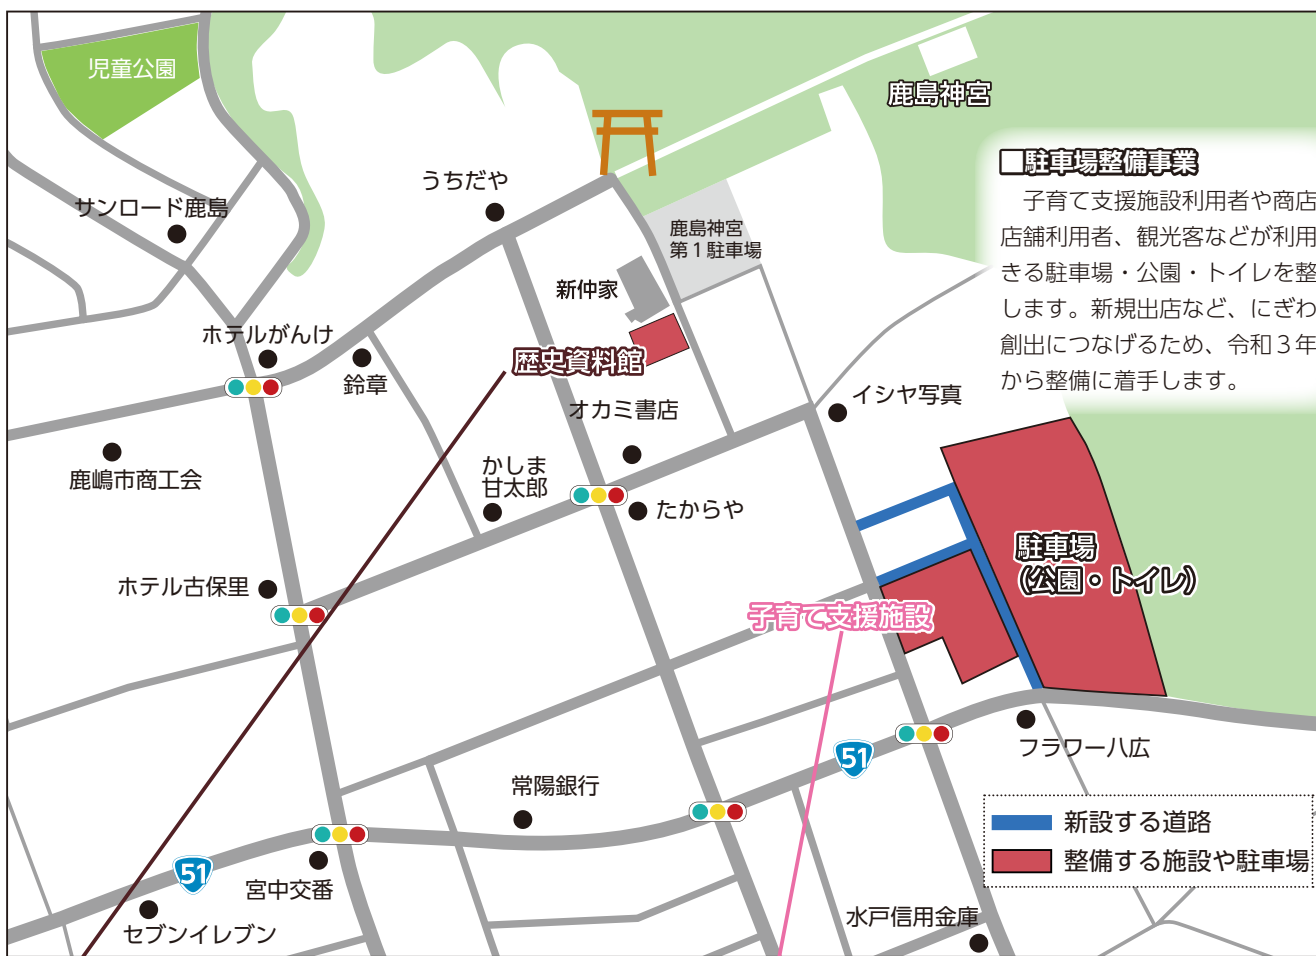 児童公園
鹿島神宮
■駐車場整備事業
子育て支援施設利用者や商店
店舗利用者、観光客などが利用
きる駐車場・公園・トイレを整
します。新規出店など、にぎわ
創出につなげるため、令和３年
から整備に着手します。
うちだや
サンロード鹿島
鹿島神宮
第１駐車場
新仲家
ホテルがんけ
歴史資料館
鈴章
イシヤ写真
オカミ書店
鹿嶋市商工会
かしま
甘太郎
たからや
駐車場
（公園・トイレ）
ホテル古保里
子育て支援施設
フラワー八広
51
常陽銀行
新設する道路
整備する施設や駐車場
51
宮中交番
セブンイレブン
水戸信用金庫